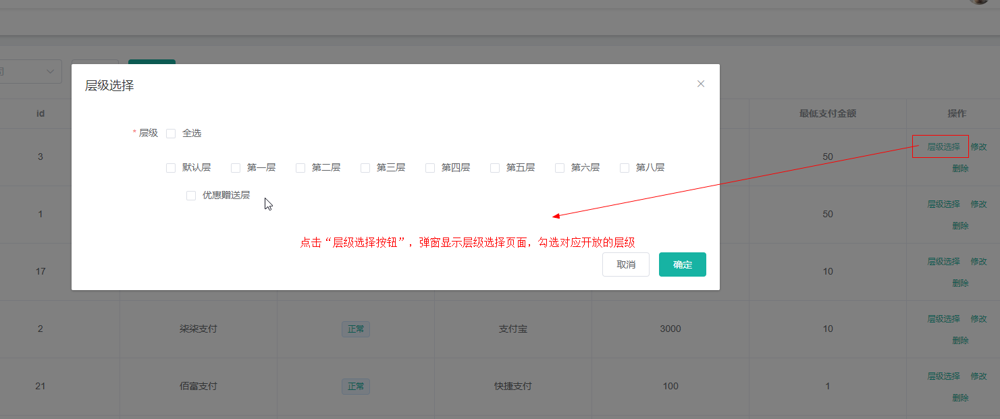 层级选择
* 层级 全选
默认层 第一层 第二层 第三层 第四层 第五层 第六层 第八层
优惠赠送层
点击“层级选择按钮”，弹窗显示层级选择页面，勾选对应开放的层级
取消 确定
id 最低支付金额 操作
3 50 层级选择 修改
删除
1 50 层级选择 修改
删除
17 10 层级选择 修改
删除
2 柒柒支付 正常 支付宝 3000 10 层级选择 修改
删除
21 佰富支付 正常 快捷支付 100 1 层级选择 修改
删除